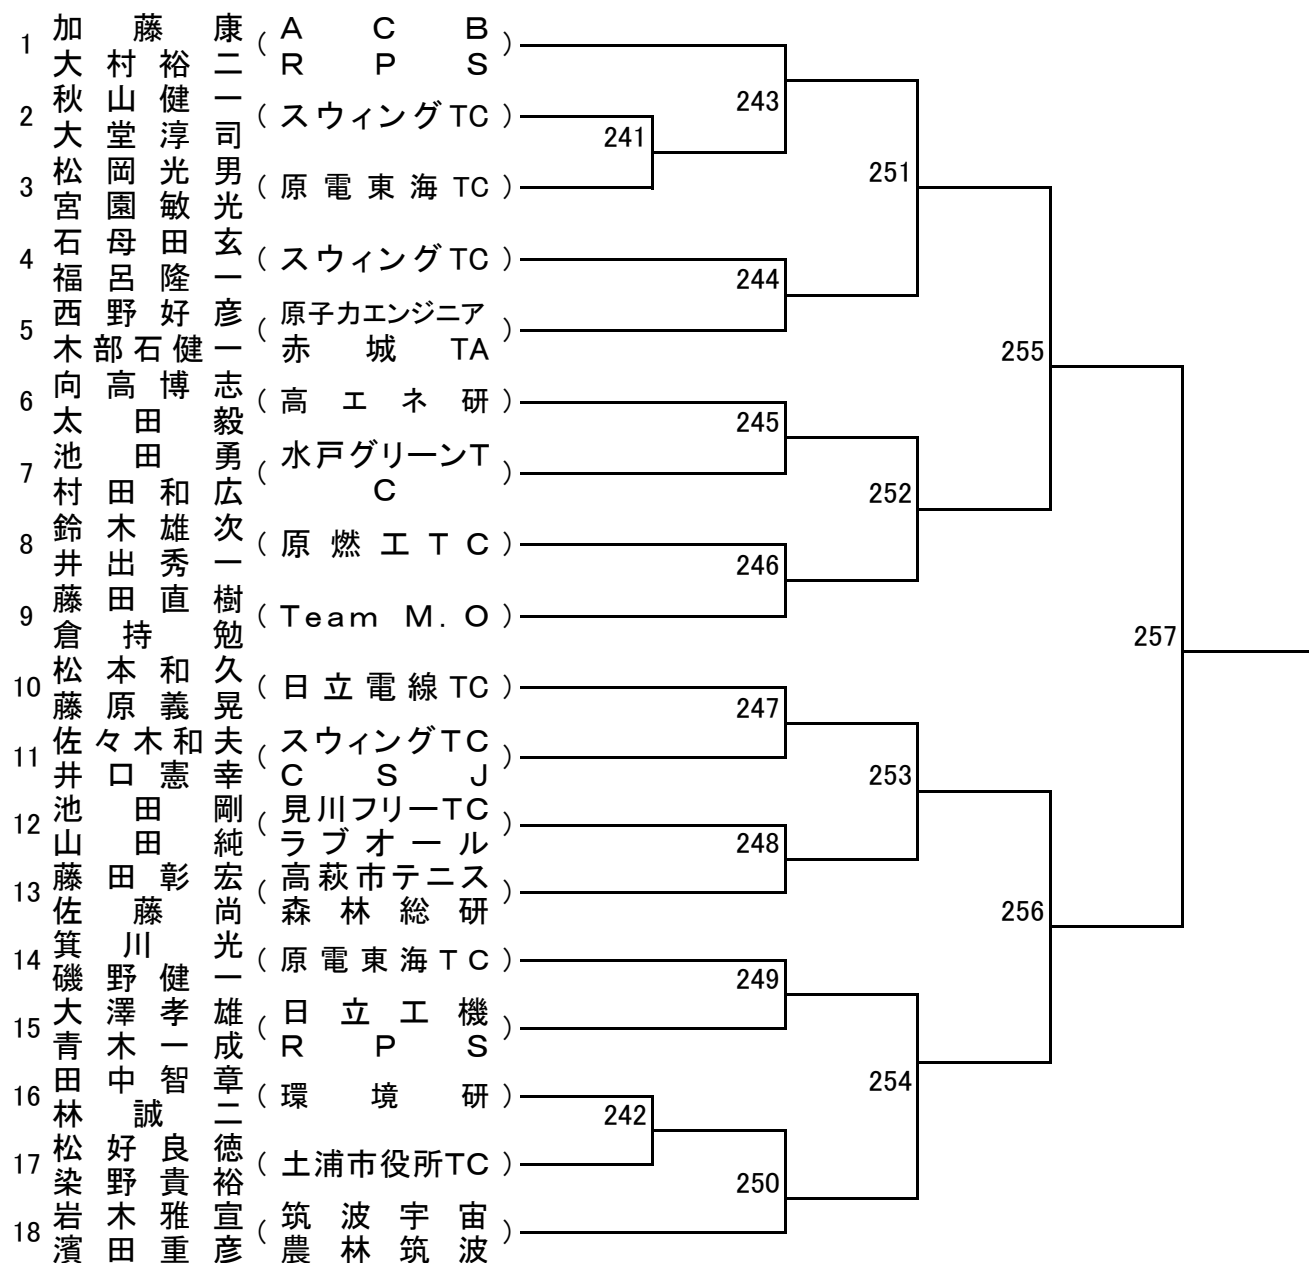 1 加藤康 (ACB)
大村裕二 RPS
2 秋山健一 (スウィングTC)
大堂淳司
3 松岡光男 (原電東海TC)
宮園敏光
4 石母田玄 (スウィングTC)
福呂隆一
5 西野好彦 (原子力エンジニア)
木部石健一 赤城TA
6 向高博志 (高エネ研)
太田毅
7 池田勇 (水戸グリーンT)
村田和広 C
8 鈴木雄次 (原燃工TC)
井出秀一
9 藤田直樹 (Team M.O)
倉持勉
10 松本和久 (日立電線TC)
藤原義晃
11 佐々木和夫 (スウィングTC)
井口憲幸 CSJ
12 池田剛 (見川フリーTC)
山田純 ラブオール
13 藤田彰宏 (高萩市テニス)
佐藤尚 森林総研
14 箕川光 (原電東海TC)
磯野健一
15 大澤孝雄 (日立工機)
青木一成 RPS
16 田中智章 (環境研)
林誠二
17 松好良徳 (土浦市役所TC)
染野貴裕
18 岩木雅宣 (筑波宇宙)
濱田重彦 農林筑波
241
242
243
244
245
246
247
248
249
250
251
252
253
254
255
256
257